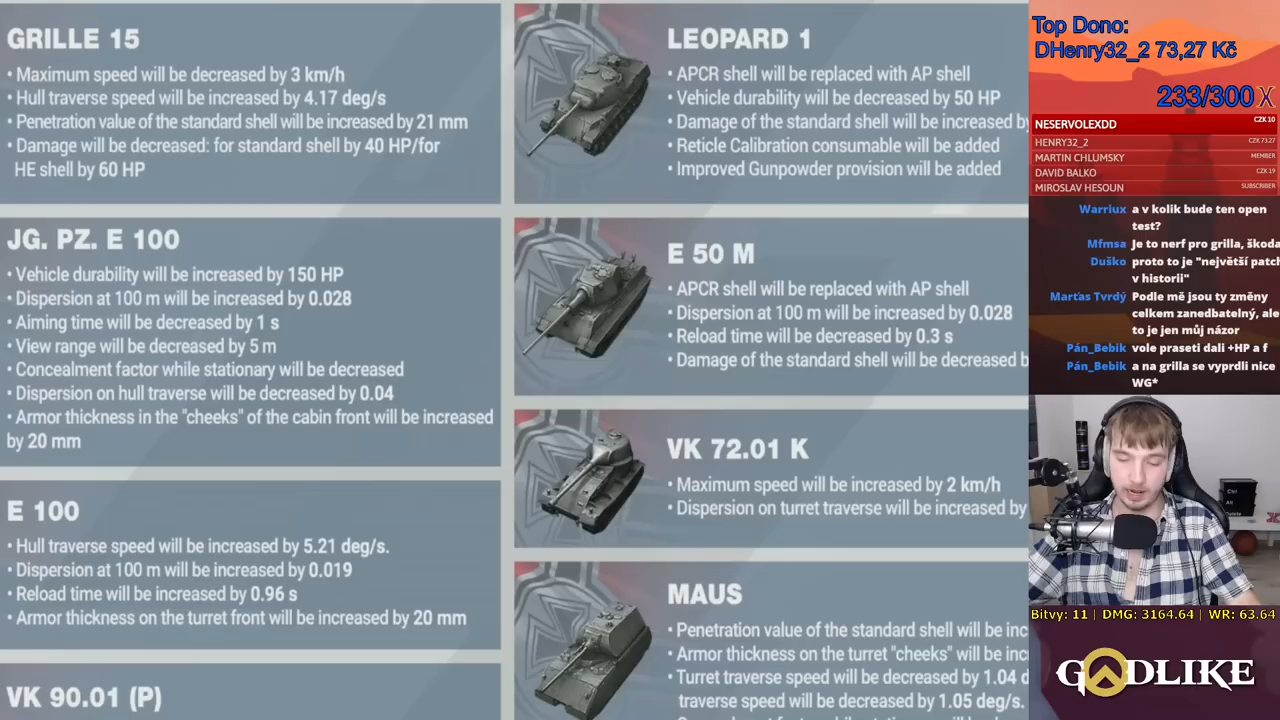 GRILLE 15
• Maximum speed will be decreased by 3 km/h
• Hull traverse speed will be increased by 4.17 deg/s
• Penetration value of the standard shell will be increased by 21 mm
• Damage will be decreased: for standard shell by 40 HP/for
HE shell by 60 HP
JG. PZ. E 100
• Vehicle durability will be increased by 150 HP
• Dispersion at 100 m will be increased by 0.028
• Aiming time will be decreased by 1 s
• View range will be decreased by 5 m
• Concealment factor while stationary will be decreased
• Dispersion on hull traverse will be decreased by 0.04
• Armor thickness in the "cheeks" of the cabin front will be increased
by 20 mm
E 100
• Hull traverse speed will be increased by 5.21 deg/s.
• Dispersion at 100 m will be increased by 0.019
• Reload time will be increased by 0.96 s
• Armor thickness on the turret front will be increased by 20 mm
VK 90.01 (P)
LEOPARD 1
• APCR shell will be replaced with AP shell
• Vehicle durability will be decreased by 50 HP
• Damage of the standard shell will be increased by
• Reticle Calibration consumable will be added
• Improved Gunpowder provision will be added
E 50 M
• APCR shell will be replaced with AP shell
• Dispersion at 100 m will be increased by 0.028
• Reload time will be decreased by 0.3 s
• Damage of the standard shell will be decreased b
VK 72.01 K
• Maximum speed will be increased by 2 km/h
• Dispersion on turret traverse will be increased by
MAUS
• Penetration value of the standard shell will be inc
• Armor thickness on the turret "cheeks" will be inc
• Turret traverse speed will be decreased by 1.04 d
traverse speed will be decreased by 1.05 deg/s.
Top Dono:
DHenry32_2 73,27 Kč
233/300 X
NESERVOLEXDD CZK 10
HENRY32_2 CZK 73.27
MARTIN CHLUMSKY MEMBER
DAVID BALKO CZK 19
MIROSLAV HESOUN SUBSCRIBER
Warriux a v kolik bude ten open
test?
Mfmsa Je to nerf pro grilla, škoda
Duško proto to je "největší patch
v historii"
Marťas Tvrdý Podle mě jsou ty změny
celkem zanedbatelný, ale
to je jen můj názor
Pán_Bebik vole praseti dali +HP a f
Pán_Bebik a na grilla se vyprdli nice
WG*
Ctrl
Alt
Delete
Bitvy: 11 | DMG: 3164.64 | WR: 63.64
GODLIKE